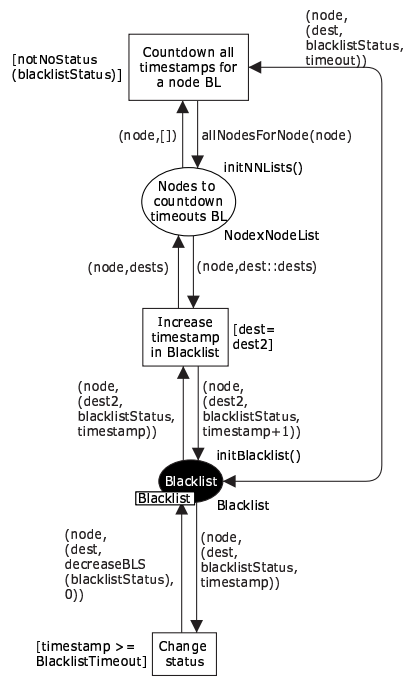 (node,
(dest,
blacklistStatus,
timeout))
[notNoStatus
(blacklistStatus)]
Countdown all
timestamps for
a node BL
(node,[])
allNodesForNode(node)
initNNLists()
Nodes to
countdown
timeouts BL
NodexNodeList
(node,dests)
(node,dest::dests)
Increase
timestamp
in Blacklist
[dest=
dest2]
(node,
(dest2,
blacklistStatus,
timestamp))
(node,
(dest2,
blacklistStatus,
timestamp+1))
initBlacklist()
Blacklist
Blacklist
Blacklist
(node,
(dest,
decreaseBLS
(blacklistStatus),
0))
(node,
(dest,
blacklistStatus,
timestamp))
[timestamp >=
BlacklistTimeout]
Change
status